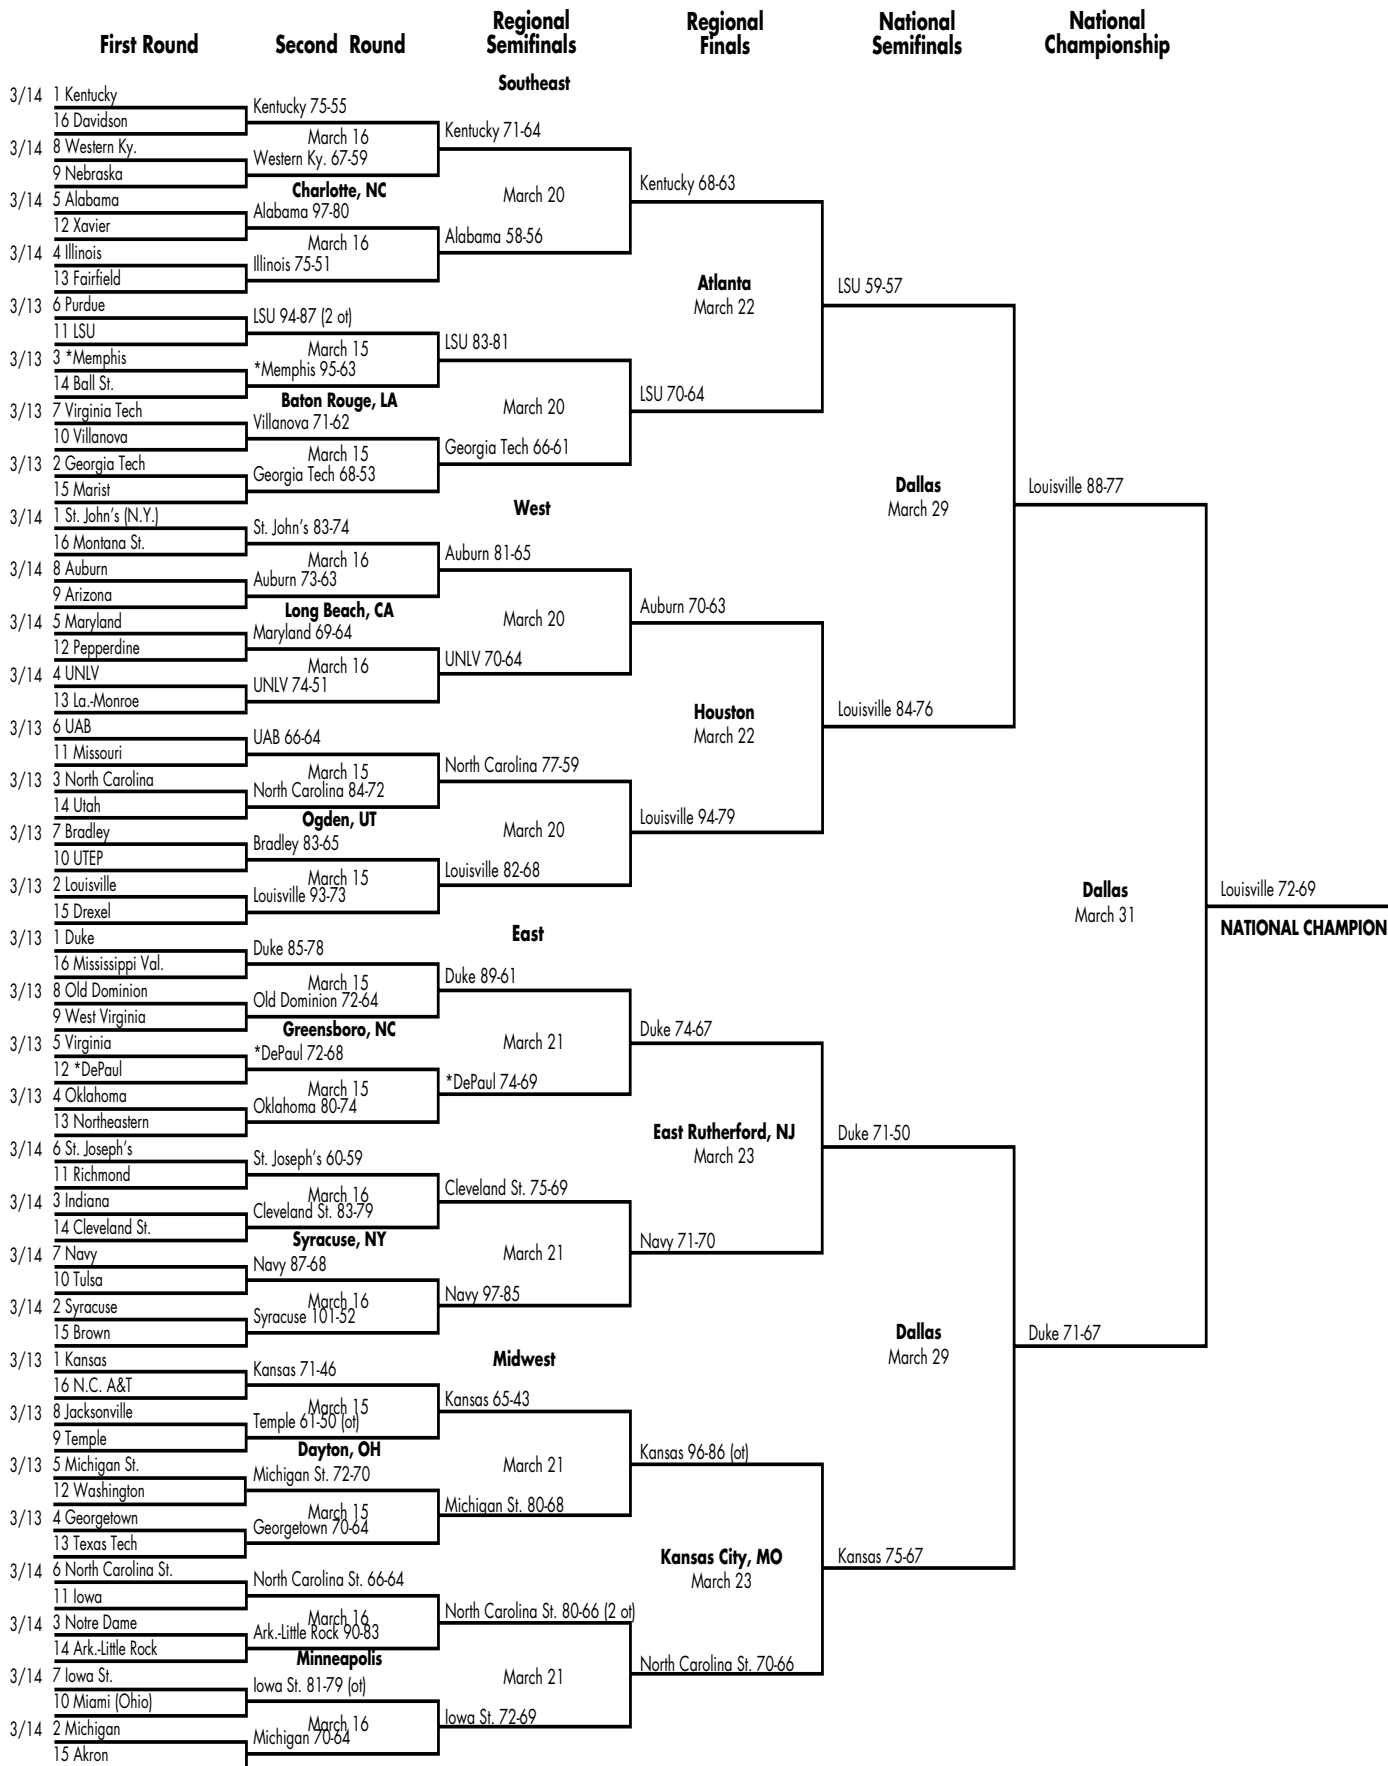 First Round
Second Round
Regional
Semifinals
Regional
Finals
National
Semifinals
National
Championship
Southeast
3/14 1 Kentucky
16 Davidson
3/14 8 Western Ky.
9 Nebraska
3/14 5 Alabama
12 Xavier
3/14 4 Illinois
13 Fairfield
3/13 6 Purdue
11 LSU
3/13 3 *Memphis
14 Ball St.
3/13 7 Virginia Tech
10 Villanova
3/13 2 Georgia Tech
15 Marist
Kentucky 75-55
March 16
Western Ky. 67-59
Charlotte, NC
Alabama 97-80
March 16
Illinois 75-51
LSU 94-87 (2 ot)
March 15
*Memphis 95-63
Baton Rouge, LA
Villanova 71-62
March 15
Georgia Tech 68-53
Kentucky 71-64
March 20
Alabama 58-56
LSU 83-81
March 20
Georgia Tech 66-61
Kentucky 68-63
Atlanta
March 22
LSU 70-64
LSU 59-57
West
3/14 1 St. John's (N.Y.)
16 Montana St.
3/14 8 Auburn
9 Arizona
3/14 5 Maryland
12 Pepperdine
3/14 4 UNLV
13 La.-Monroe
3/13 6 UAB
11 Missouri
3/13 3 North Carolina
14 Utah
3/13 7 Bradley
10 UTEP
3/13 2 Louisville
15 Drexel
St. John's 83-74
March 16
Auburn 73-63
Long Beach, CA
Maryland 69-64
March 16
UNLV 74-51
UAB 66-64
March 15
North Carolina 84-72
Ogden, UT
Bradley 83-65
March 15
Louisville 93-73
Auburn 81-65
March 20
UNLV 70-64
North Carolina 77-59
March 20
Louisville 82-68
Auburn 70-63
Houston
March 22
Louisville 94-79
Louisville 84-76
Dallas
March 29
Louisville 88-77
East
3/13 1 Duke
16 Mississippi Val.
3/13 8 Old Dominion
9 West Virginia
3/13 5 Virginia
12 *DePaul
3/13 4 Oklahoma
13 Northeastern
3/14 6 St. Joseph's
11 Richmond
3/14 3 Indiana
14 Cleveland St.
3/14 7 Navy
10 Tulsa
3/14 2 Syracuse
15 Brown
Duke 85-78
March 15
Old Dominion 72-64
Greensboro, NC
*DePaul 72-68
March 15
Oklahoma 80-74
St. Joseph's 60-59
March 16
Cleveland St. 83-79
Syracuse, NY
Navy 87-68
March 16
Syracuse 101-52
Duke 89-61
March 21
*DePaul 74-69
Cleveland St. 75-69
March 21
Navy 97-85
Duke 74-67
East Rutherford, NJ
March 23
Navy 71-70
Duke 71-50
Midwest
3/13 1 Kansas
16 N.C. A&T
3/13 8 Jacksonville
9 Temple
3/13 5 Michigan St.
12 Washington
3/13 4 Georgetown
13 Texas Tech
3/14 6 North Carolina St.
11 Iowa
3/14 3 Notre Dame
14 Ark.-Little Rock
3/14 7 Iowa St.
10 Miami (Ohio)
3/14 2 Michigan
15 Akron
Kansas 71-46
March 15
Temple 61-50 (ot)
Dayton, OH
Michigan St. 72-70
March 15
Georgetown 70-64
North Carolina St. 66-64
March 16
Ark.-Little Rock 90-83
Minneapolis
Iowa St. 81-79 (ot)
March 16
Michigan 70-64
Kansas 65-43
March 21
Michigan St. 80-68
North Carolina St. 80-66 (2 ot)
March 21
Iowa St. 72-69
Kansas 96-86 (ot)
Kansas City, MO
March 23
North Carolina St. 70-66
Kansas 75-67
Dallas
March 29
Duke 71-67
Dallas
March 31
Louisville 72-69
NATIONAL CHAMPION